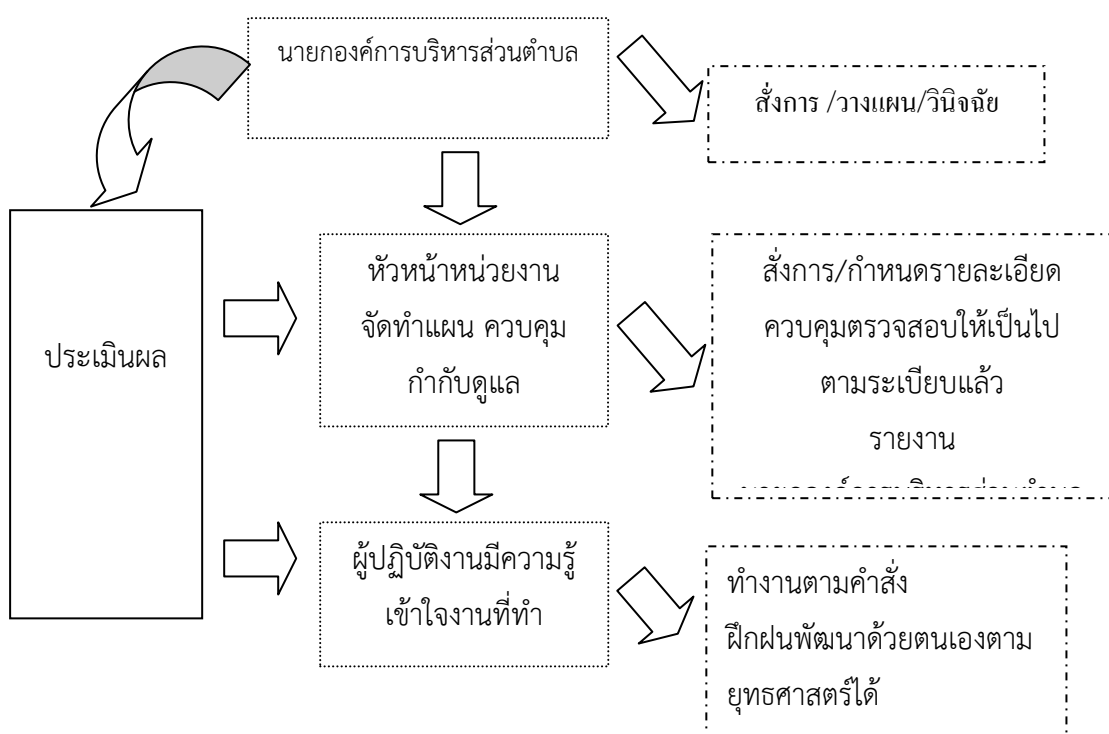 นายกองค์การบริหารส่วนตำบล
สั่งการ /วางแผน/วินิจฉัย
ประเมินผล
หัวหน้าหน่วยงาน
จัดทำแผน ควบคุม
กำกับดูแล
สั่งการ/กำหนดรายละเอียด
ควบคุมตรวจสอบให้เป็นไป
ตามระเบียบแล้ว
รายงาน
ผู้ปฏิบัติงานมีความรู้
เข้าใจงานที่ทำ
ทำงานตามคำสั่ง
ฝึกฝนพัฒนาด้วยตนเองตาม
ยุทธศาสตร์ได้